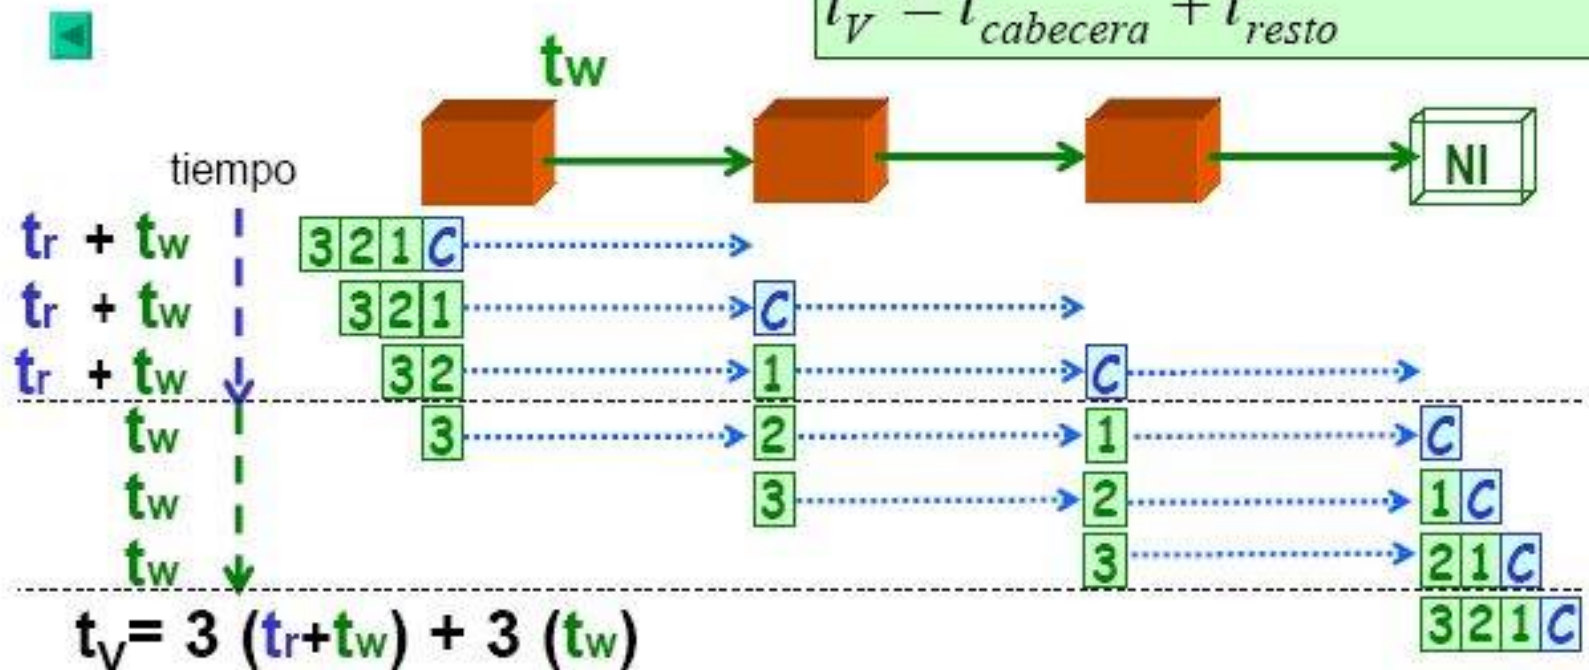 t_V = t_cabecera + t_resto
tw
tiempo
NI
tr + tw 3 2 1 C
tr + tw 3 2 1 C
tr + tw 3 2 1 C
tw 3 2 1 C
tw 3 2 1 C
tw 3 2 1 C
3 2 1 C
tV= 3 (tr+tw) + 3 (tw)